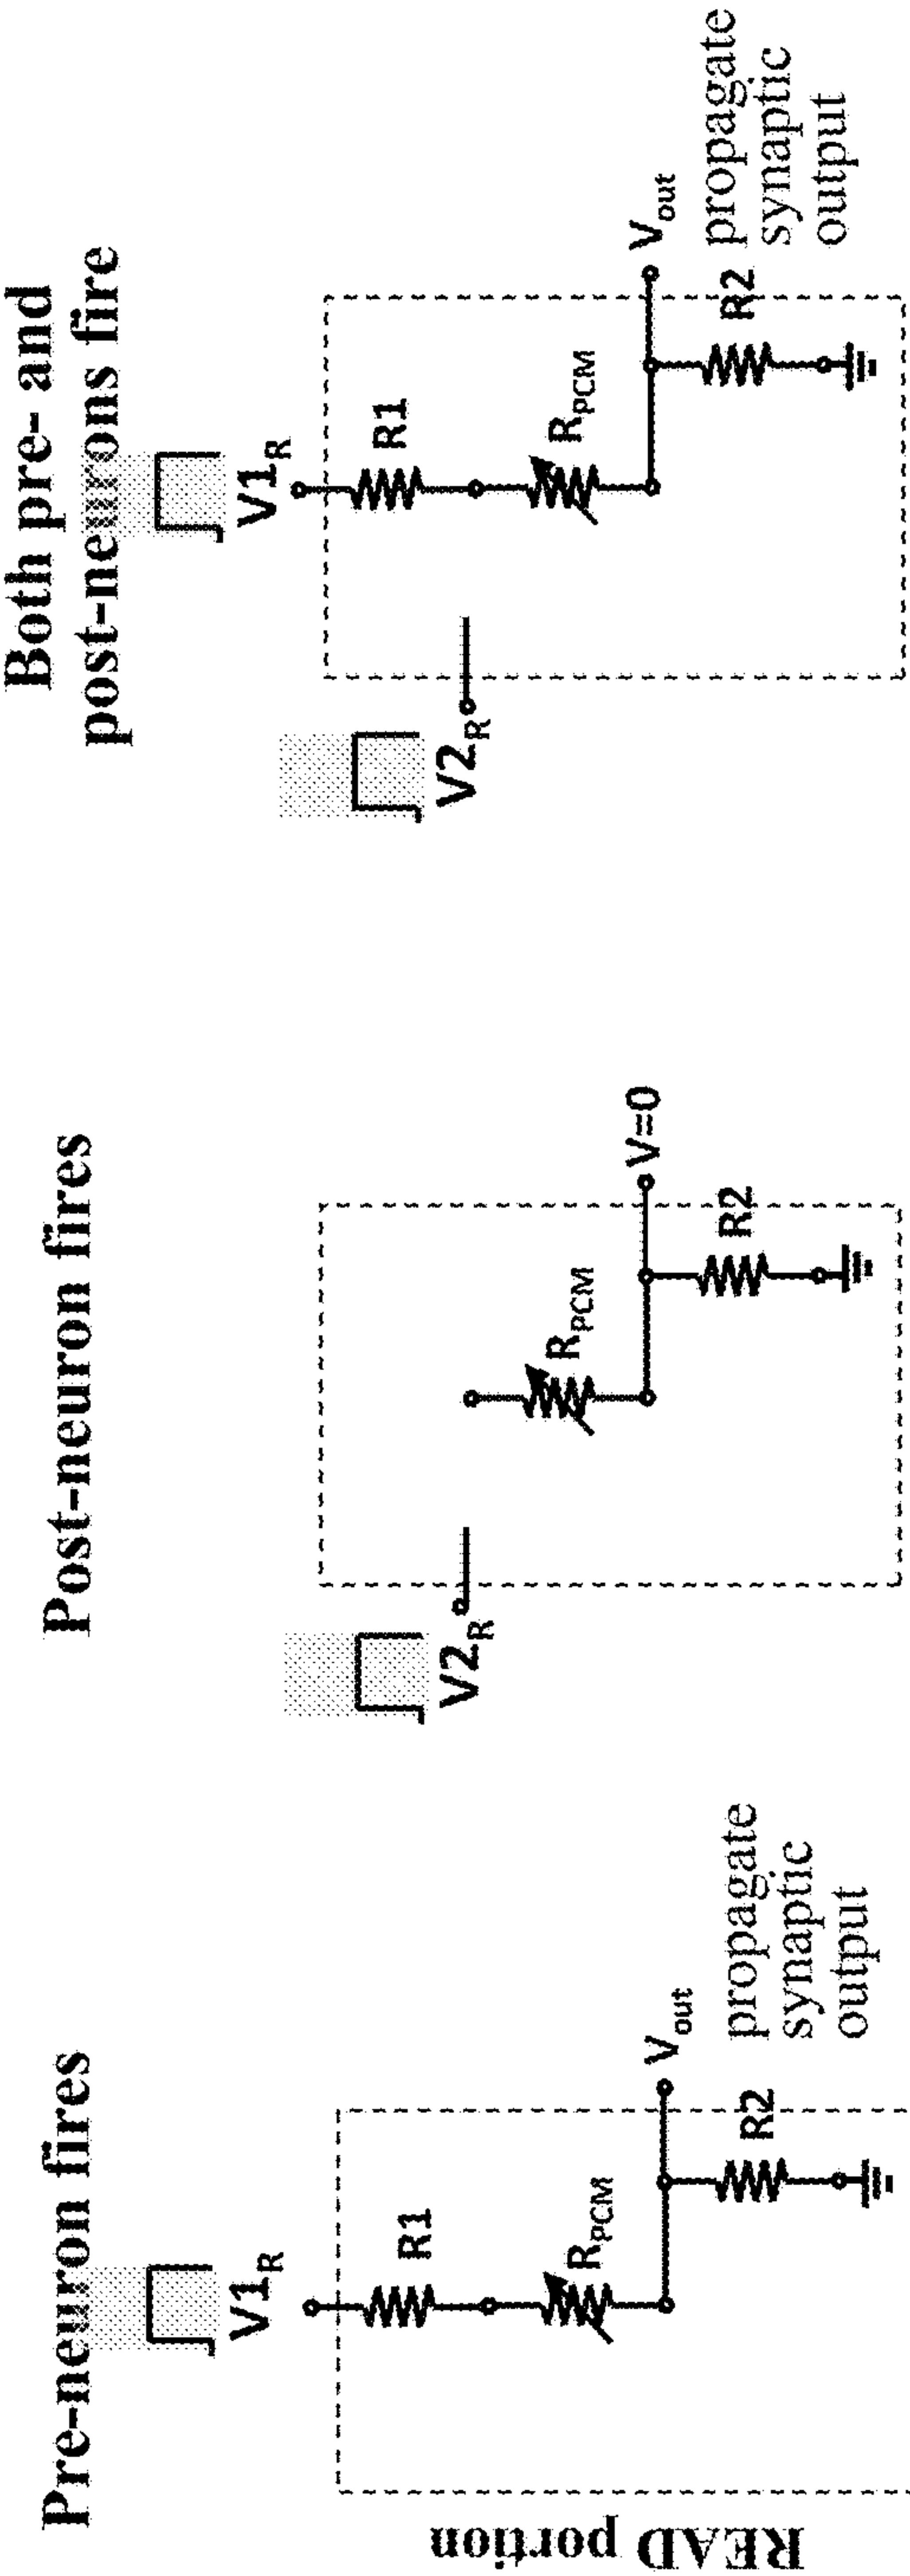 READ portion
Pre-neuron fires
V1R
R1
RPCM
R2
Vout
propagate
synaptic
output
Post-neuron fires
V2R
RPCM
R2
V=0
Both pre- and
post-neurons fire
V1R
V2R
R1
RPCM
R2
Vout
propagate
synaptic
output